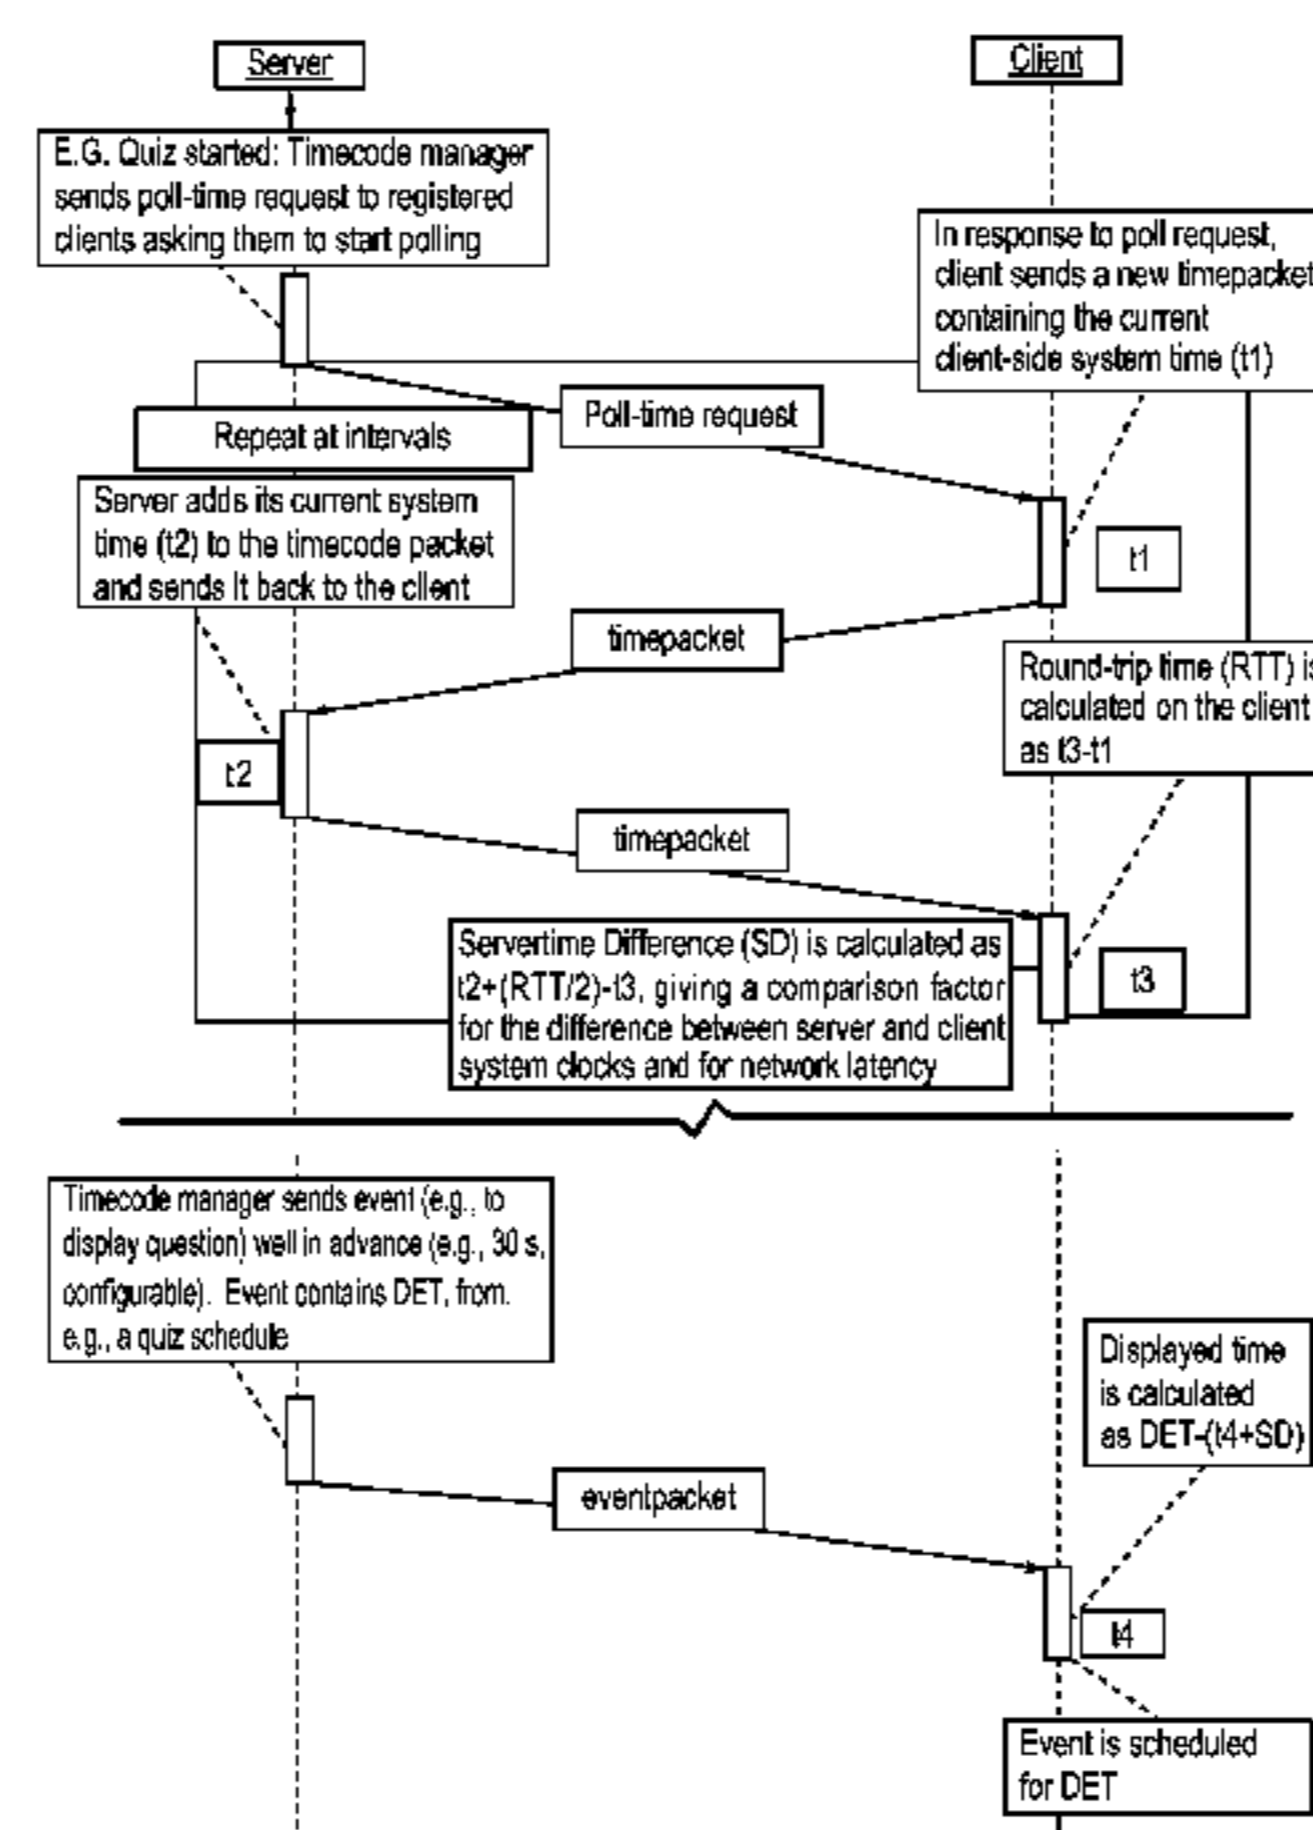 Server
Client
E.G. Quiz started: Timecode manager
sends poll-time request to registered
clients asking them to start polling
In response to poll request,
client sends a new timepacket
containing the current
client-side system time (t1)
Poll-time request
Repeat at intervals
Server adds its current system
time (t2) to the timecode packet
and sends It back to the client
t1
timepacket
Round-trip time (RTT) is
calculated on the client
as t3-t1
t2
timepacket
Servertime Difference (SD) is calculated as
t2+(RTT/2)-t3, giving a comparison factor
for the difference between server and client
system clocks and for network latency
t3
Timecode manager sends event (e.g., to
display question) well in advance (e.g., 30 s,
configurable). Event contains DET, from.
e.g., a quiz schedule
Displayed time
is calculated
as DET-(t4+SD)
eventpacket
t4
Event is scheduled
for DET